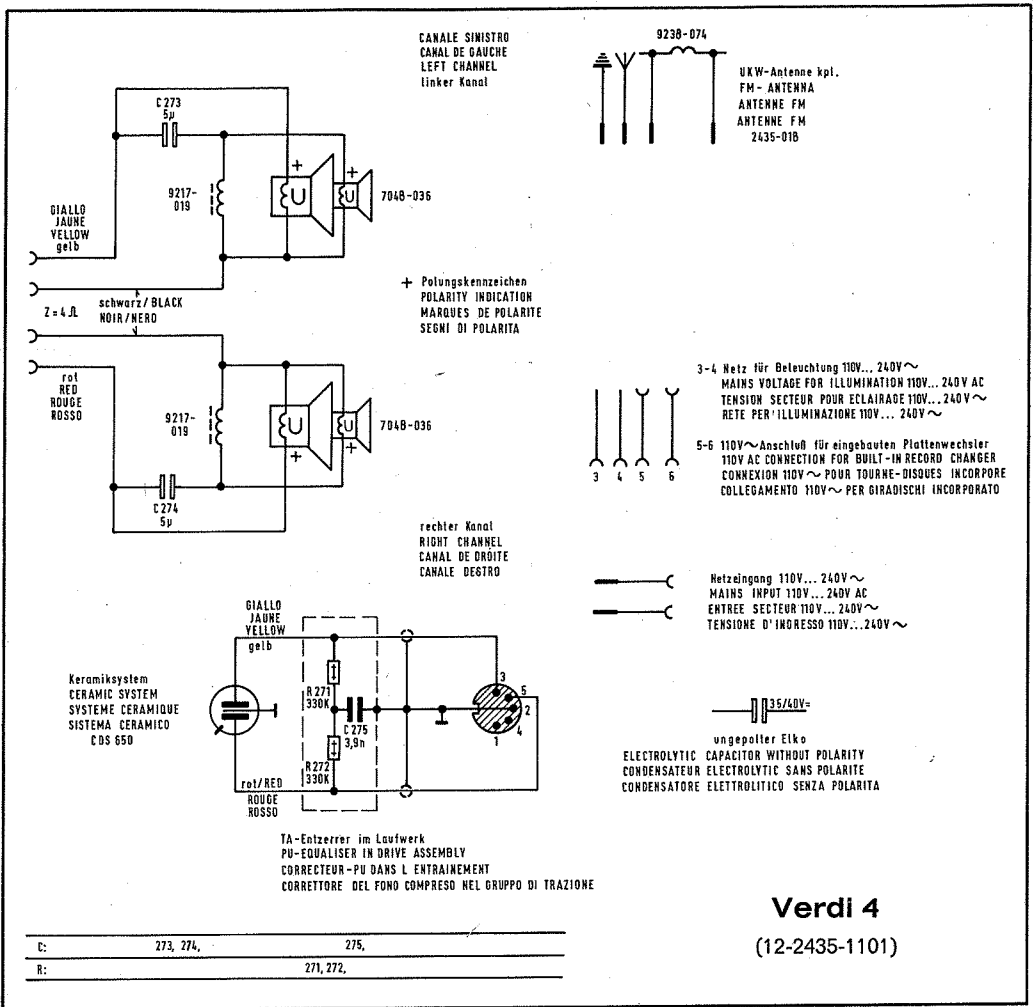 CANALE SINISTRO
CANAL DE GAUCHE
LEFT CHANNEL
linker Kanal
9238-074
UKW-Antenne kpl.
FM- ANTENNA
ANTENNE FM
ANTENNE FM
2435-018
C 273
5µ
9217-
019
+
U
U
7048-036
GIALLO
JAUNE
YELLOW
gelb
Z=4 Ω
schwarz/BLACK
NOIR/NERO
+ Polungskennzeichen
POLARITY INDICATION
MARQUES DE POLARITE
SEGNI DI POLARITA
rot
RED
ROUGE
ROSSO
9217-
019
U
U
+
7048-036
C 274
5µ
3-4 Netz für Beleuchtung 110V... 240V~
MAINS VOLTAGE FOR ILLUMINATION 110V... 240V AC
TENSION SECTEUR POUR ECLAIRAGE 110V... 240V~
RETE PER'ILLUMINAZIONE 110V... 240V~
5-6 110V~Anschluß für eingebauten Plattenwechsler
110V AC CONNECTION FOR BUILT-IN RECORD CHANGER
CONNEXION 110V~ POUR TOURNE-DISQUES INCORPORE
COLLEGAMENTO 110V~ PER GIRADISCHI INCORPORATO
3 4 5 6
rechter Kanal
RIGHT CHANNEL
CANAL DE DROITE
CANALE DESTRO
Netzeingang 110V... 240V~
MAINS INPUT 110V... 240V AC
ENTREE SECTEUR 110V... 240V~
TENSIONE D'INGRESSO 110V...240V~
GIALLO
JAUNE
YELLOW
gelb
Keramiksystem
CERAMIC SYSTEM
SYSTEME CERAMIQUE
SISTEMA CERAMICO
CDS 650
R 271
330K
C 275
3,9n
R 272
330K
3
5
2
4
1
rot/RED
ROUGE
ROSSO
35/40V=
ungepolter Elko
ELECTROLYTIC CAPACITOR WITHOUT POLARITY
CONDENSATEUR ELECTROLYTIC SANS POLARITE
CONDENSATORE ELETTROLITICO SENZA POLARITA
TA-Entzerrer im Laufwerk
PU-EQUALISER IN DRIVE ASSEMBLY
CORRECTEUR-PU DANS L ENTRAINEMENT
CORRETTORE DEL FONO COMPRESO NEL GRUPPO DI TRAZIONE
Verdi 4
(12-2435-1101)
C: 273, 274, 275,
R: 271, 272,